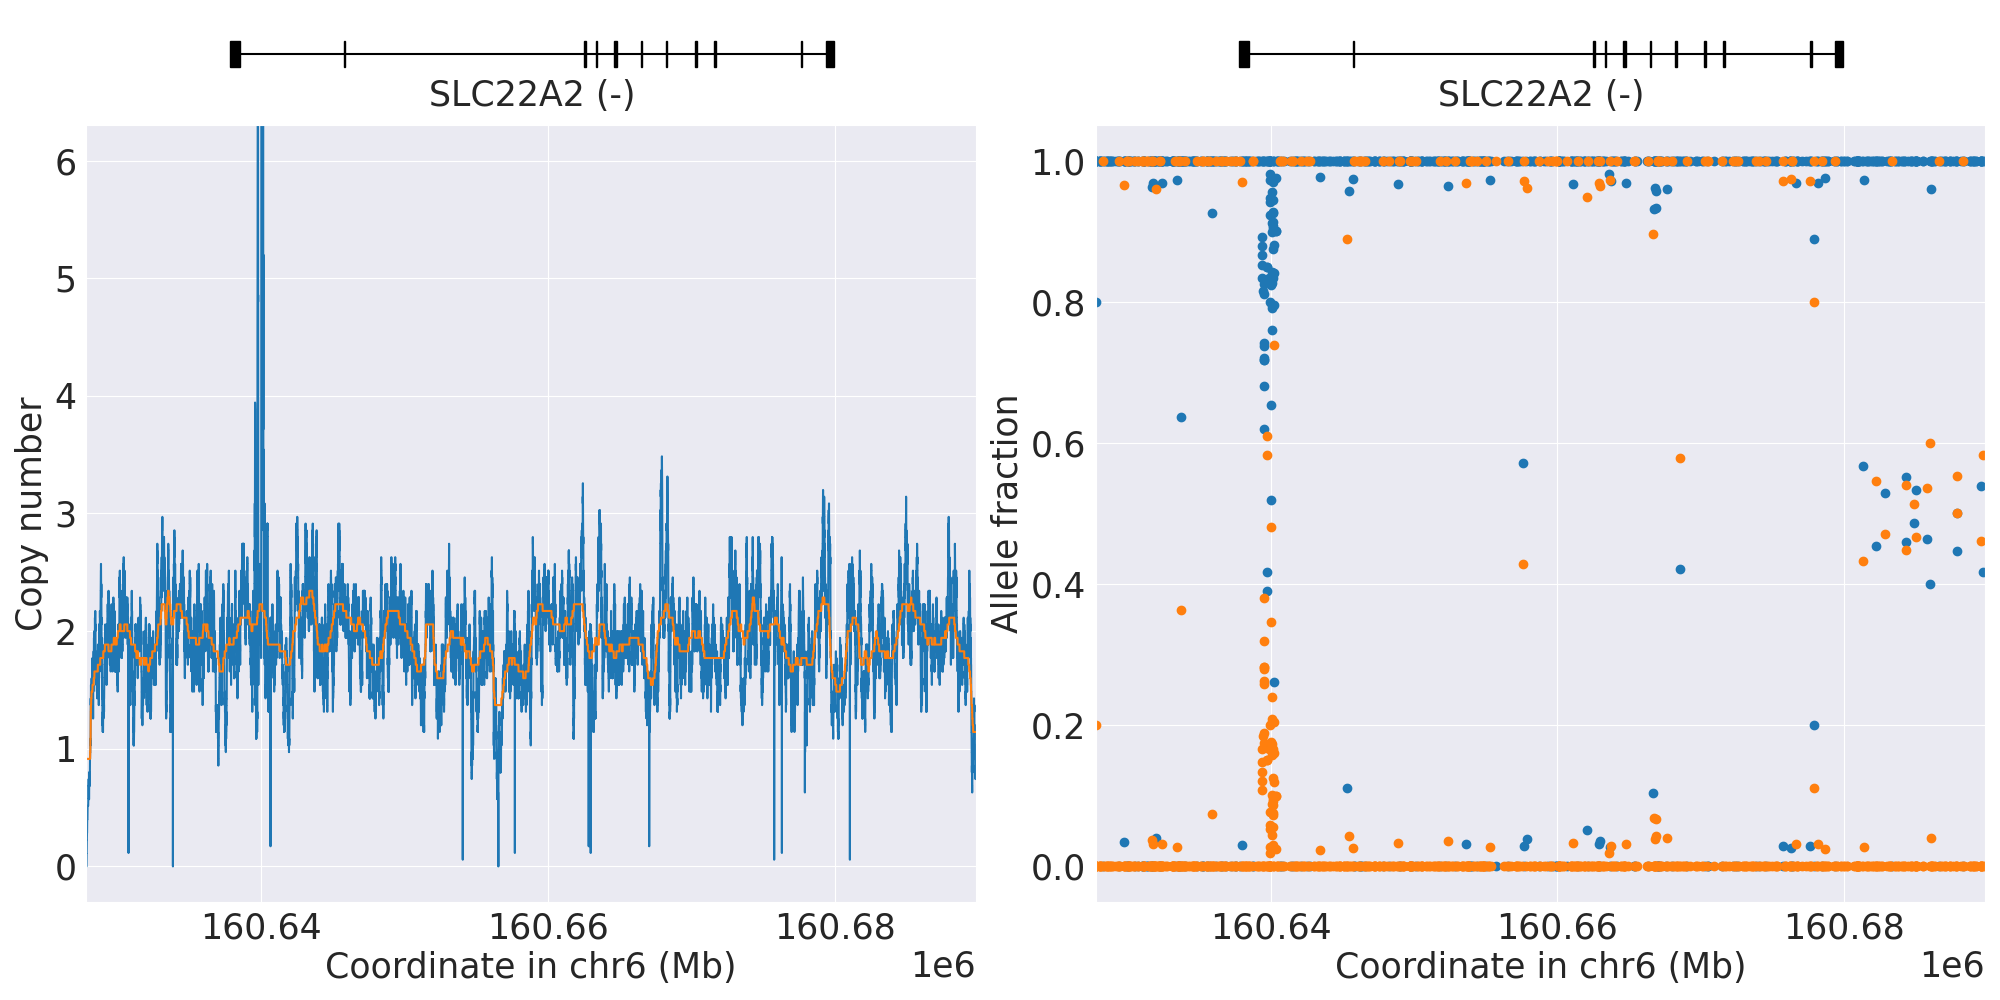 SLC22A2 (-)
Copy number
6
5
4
3
2
1
0
160.64
160.66
160.68
Coordinate in chr6 (Mb)
1e6
SLC22A2 (-)
Allele fraction
1.0
0.8
0.6
0.4
0.2
0.0
160.64
160.66
160.68
Coordinate in chr6 (Mb)
1e6